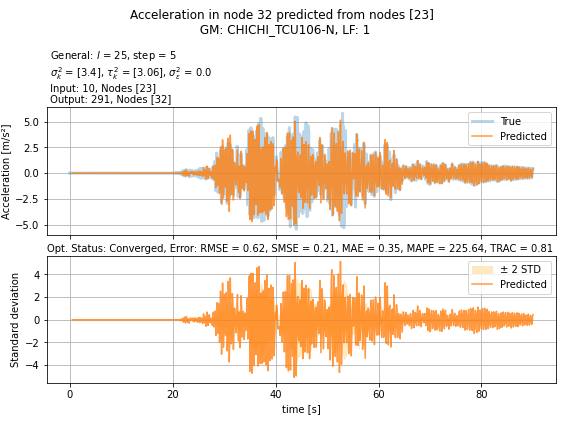 Acceleration in node 32 predicted from nodes [23]
GM: CHICHI_TCU106-N, LF: 1
General: l = 25, step = 5
σ²ₖ = [3.4], τ²ₖ = [3.06], σ²ε = 0.0
Input: 10, Nodes [23]
Output: 291, Nodes [32]
Acceleration [m/s²]
5.0
2.5
0.0
−2.5
−5.0
True
Predicted
Opt. Status: Converged, Error: RMSE = 0.62, SMSE = 0.21, MAE = 0.35, MAPE = 225.64, TRAC = 0.81
Standard deviation
4
2
0
−2
−4
± 2 STD
Predicted
0 20 40 60 80
time [s]